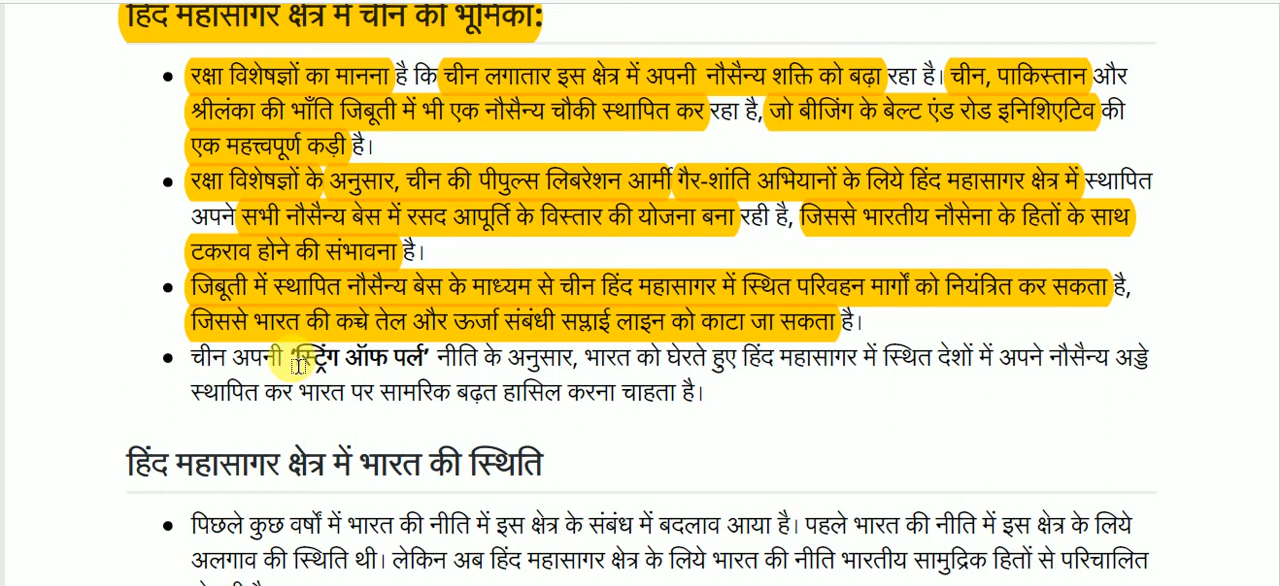 हिंद महासागर क्षेत्र में चीन की भूमिका:
रक्षा विशेषज्ञों का मानना है कि चीन लगातार इस क्षेत्र में अपनी नौसैन्य शक्ति को बढ़ा रहा है। चीन, पाकिस्तान और
श्रीलंका की भाँति जिबूती में भी एक नौसैन्य चौकी स्थापित कर रहा है, जो बीजिंग के बेल्ट एंड रोड इनिशिएटिव की
एक महत्त्वपूर्ण कड़ी है।
रक्षा विशेषज्ञों के अनुसार, चीन की पीपुल्स लिबरेशन आर्मी गैर-शांति अभियानों के लिये हिंद महासागर क्षेत्र में स्थापित
अपने सभी नौसैन्य बेस में रसद आपूर्ति के विस्तार की योजना बना रही है, जिससे भारतीय नौसेना के हितों के साथ
टकराव होने की संभावना है।
जिबूती में स्थापित नौसैन्य बेस के माध्यम से चीन हिंद महासागर में स्थित परिवहन मार्गों को नियंत्रित कर सकता है,
जिससे भारत की कच्चे तेल और ऊर्जा संबंधी सप्लाई लाइन को काटा जा सकता है।
चीन अपनी ‘स्ट्रिंग ऑफ पर्ल’ नीति के अनुसार, भारत को घेरते हुए हिंद महासागर में स्थित देशों में अपने नौसैन्य अड्डे
स्थापित कर भारत पर सामरिक बढ़त हासिल करना चाहता है।
हिंद महासागर क्षेत्र में भारत की स्थिति
पिछले कुछ वर्षों में भारत की नीति में इस क्षेत्र के संबंध में बदलाव आया है। पहले भारत की नीति में इस क्षेत्र के लिये
अलगाव की स्थिति थी। लेकिन अब हिंद महासागर क्षेत्र के लिये भारत की नीति भारतीय सामुद्रिक हितों से परिचालित